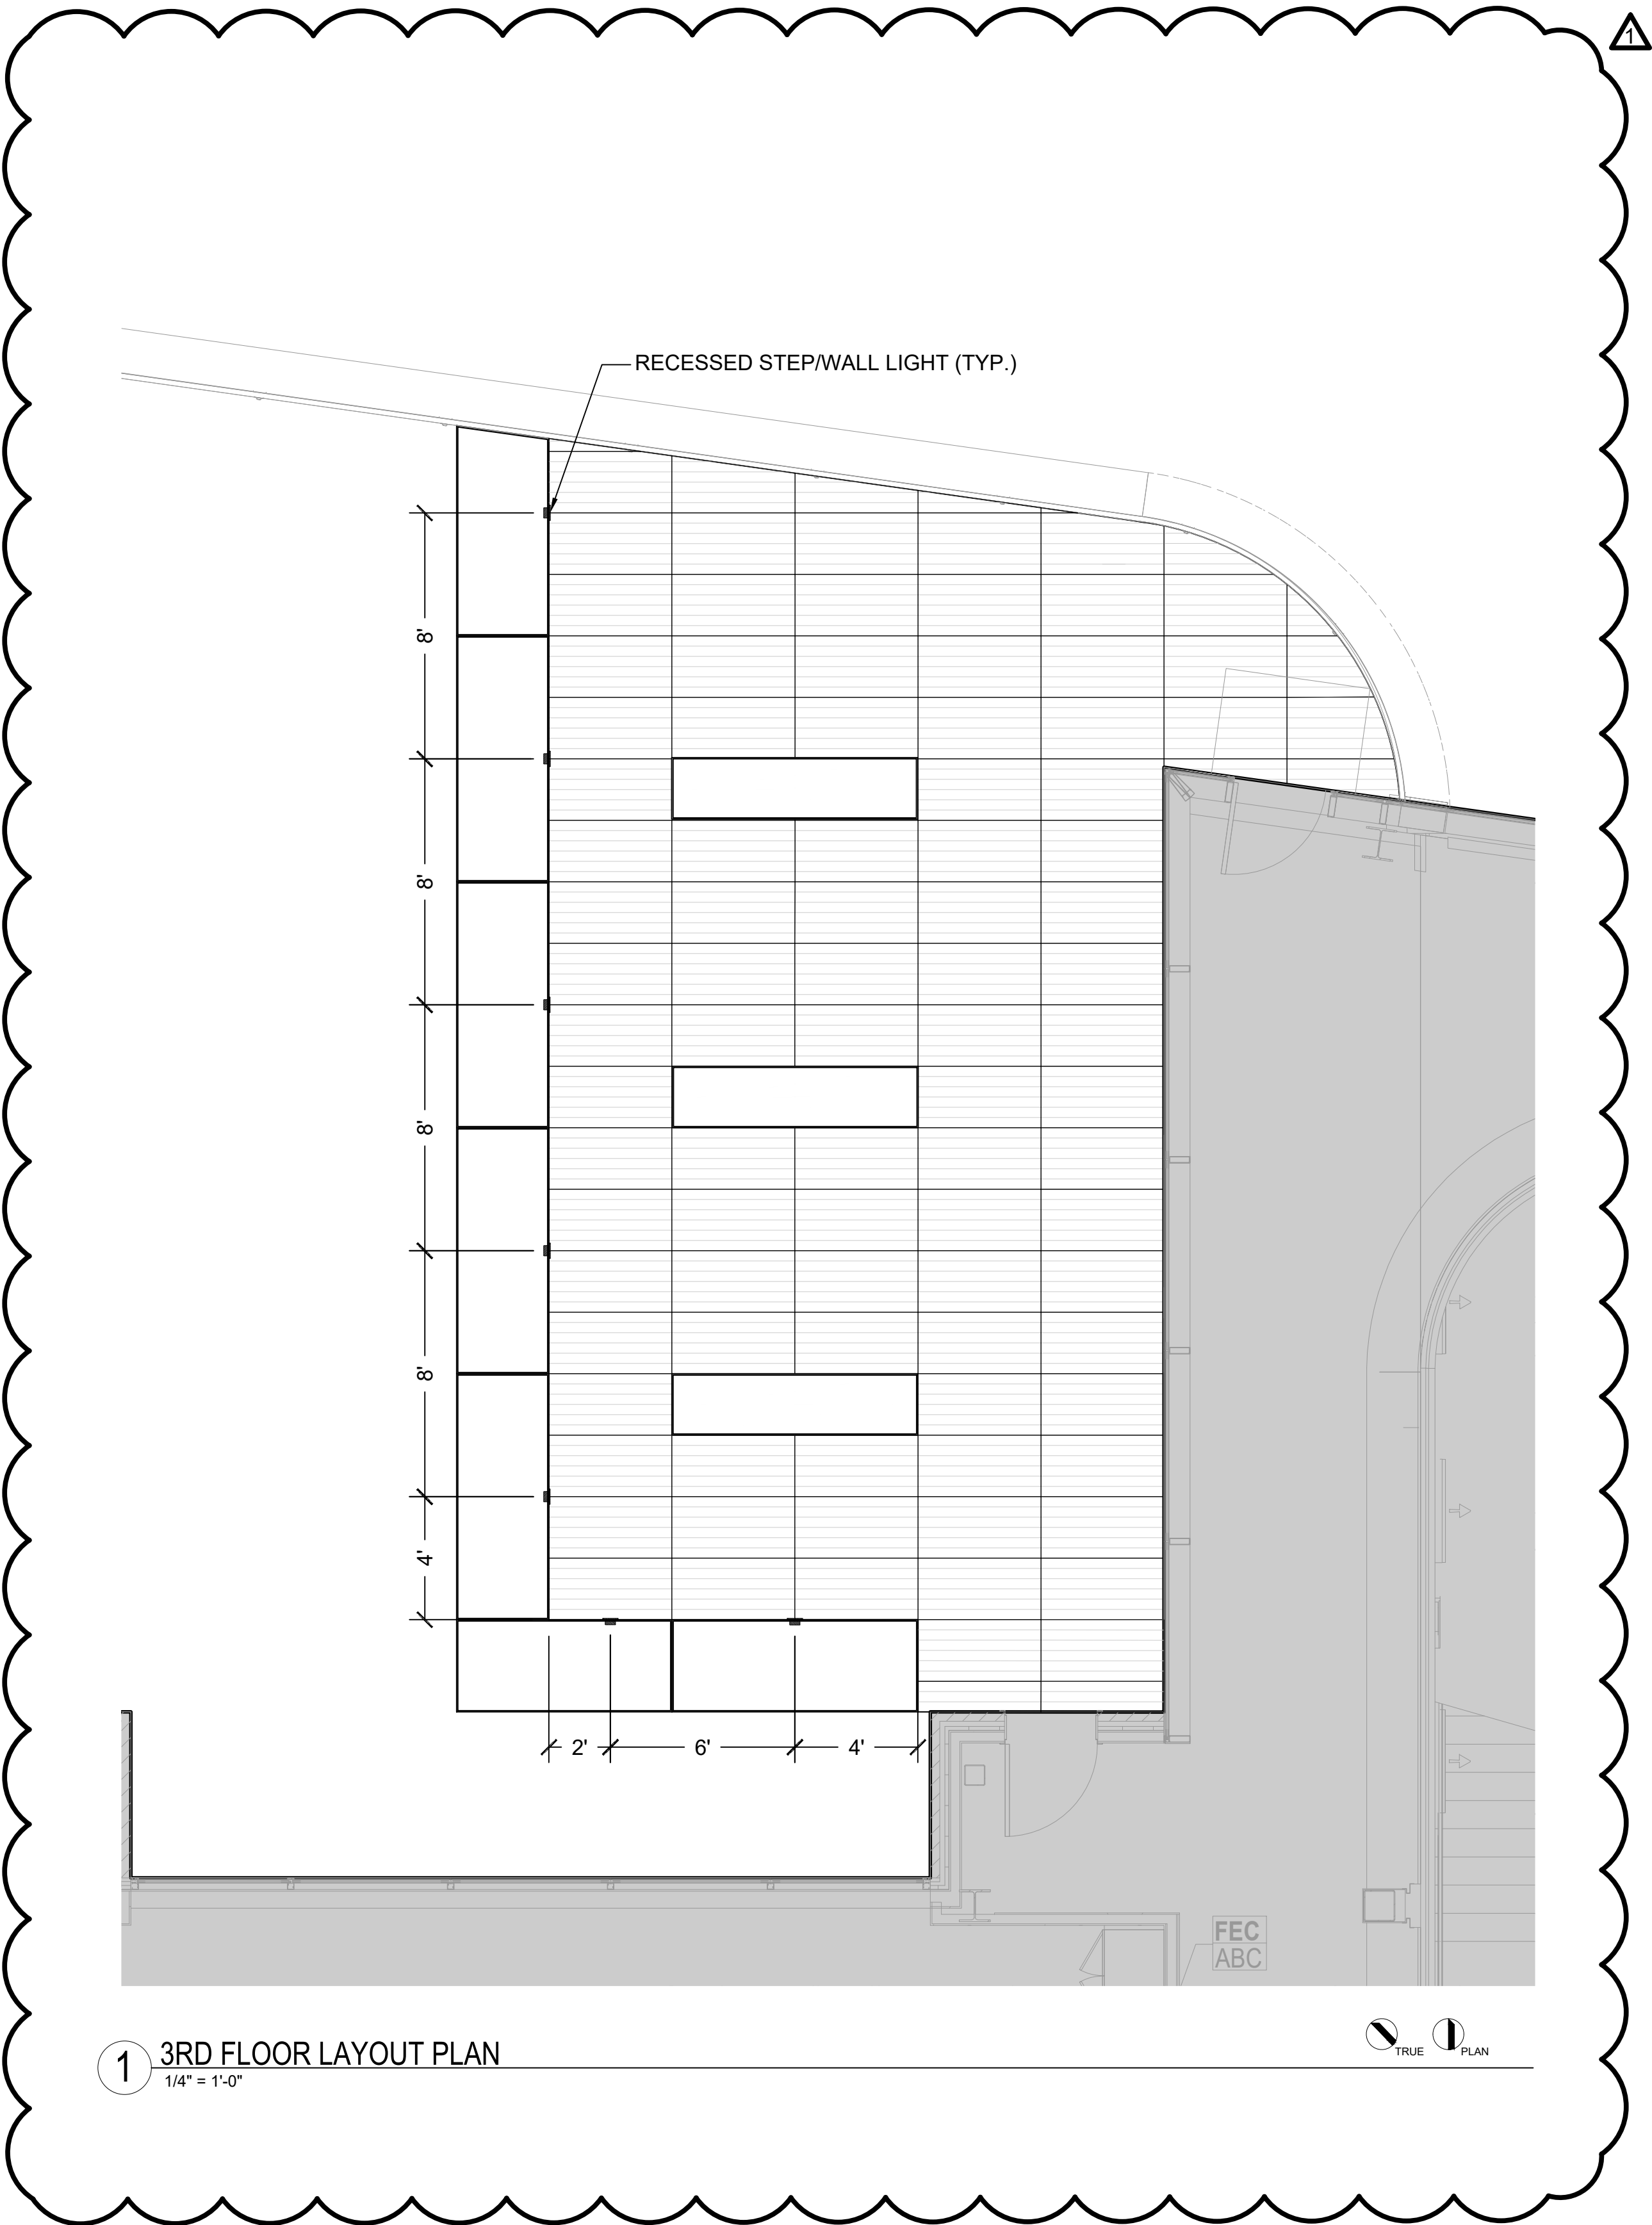 1
RECESSED STEP/WALL LIGHT (TYP.)
8'
8'
8'
8'
4'
2' 6' 4'
FEC
ABC
1 3RD FLOOR LAYOUT PLAN
1/4" = 1'-0"
TRUE PLAN